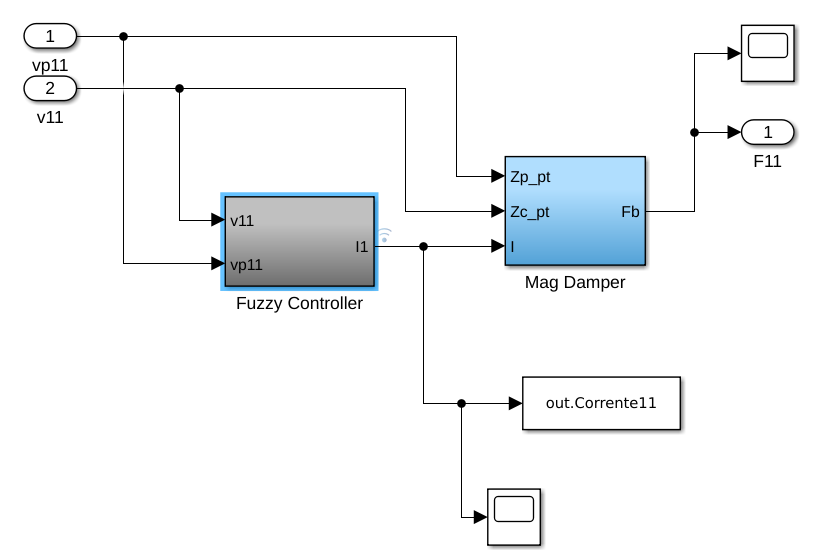 1
vp11
2
v11
v11
vp11
I1
Fuzzy Controller
Zp_pt
Zc_pt
I
Fb
Mag Damper
1
F11
out.Corrente11